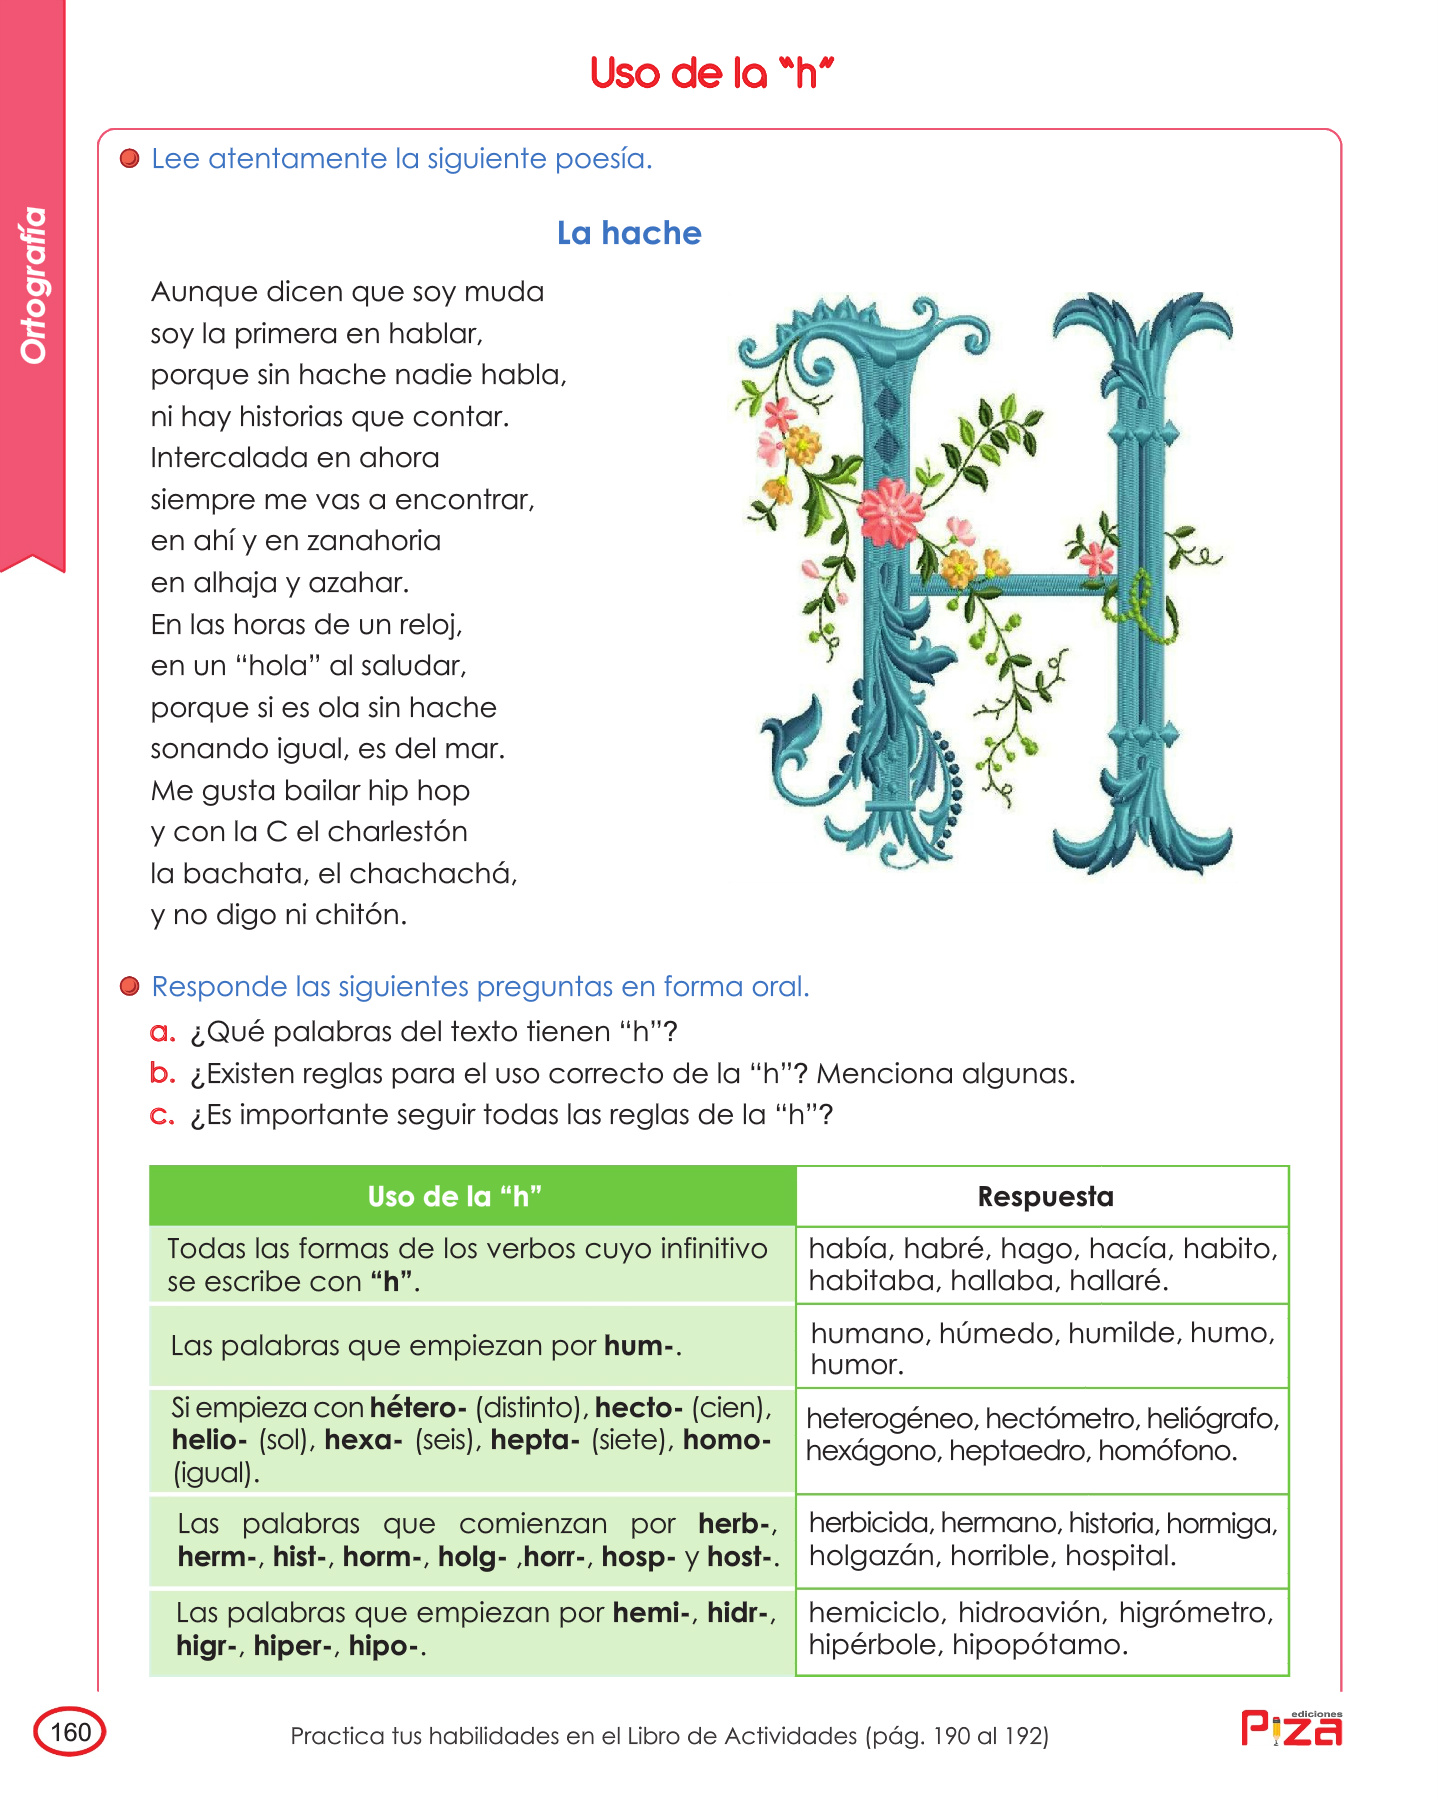 Uso de la “h”
Ortografía
Lee atentamente la siguiente poesía.
La hache
Aunque dicen que soy muda
soy la primera en hablar,
porque sin hache nadie habla,
ni hay historias que contar.
Intercalada en ahora
siempre me vas a encontrar,
en ahí y en zanahoria
en alhaja y azahar.
En las horas de un reloj,
en un “hola” al saludar,
porque si es ola sin hache
sonando igual, es del mar.
Me gusta bailar hip hop
y con la C el charlestón
la bachata, el chachachá,
y no digo ni chitón.
Responde las siguientes preguntas en forma oral.
a. ¿Qué palabras del texto tienen “h”?
b. ¿Existen reglas para el uso correcto de la “h”? Menciona algunas.
c. ¿Es importante seguir todas las reglas de la “h”?
Uso de la “h”
Respuesta
Todas las formas de los verbos cuyo infinitivo
se escribe con “h”.
había, habré, hago, hacía, habito,
habitaba, hallaba, hallaré.
Las palabras que empiezan por hum-.
humano, húmedo, humilde, humo,
humor.
Si empieza con hétero- (distinto), hecto- (cien),
helio- (sol), hexa- (seis), hepta- (siete), homo-
(igual).
heterogéneo, hectómetro, heliógrafo,
hexágono, heptaedro, homófono.
Las palabras que comienzan por herb-,
herm-, hist-, horm-, holg- ,horr-, hosp- y host-.
herbicida, hermano, historia, hormiga,
holgazán, horrible, hospital.
Las palabras que empiezan por hemi-, hidr-,
higr-, hiper-, hipo-.
hemiciclo, hidroavión, higrómetro,
hipérbole, hipopótamo.
160
Practica tus habilidades en el Libro de Actividades (pág. 190 al 192)
ediciones
Piza